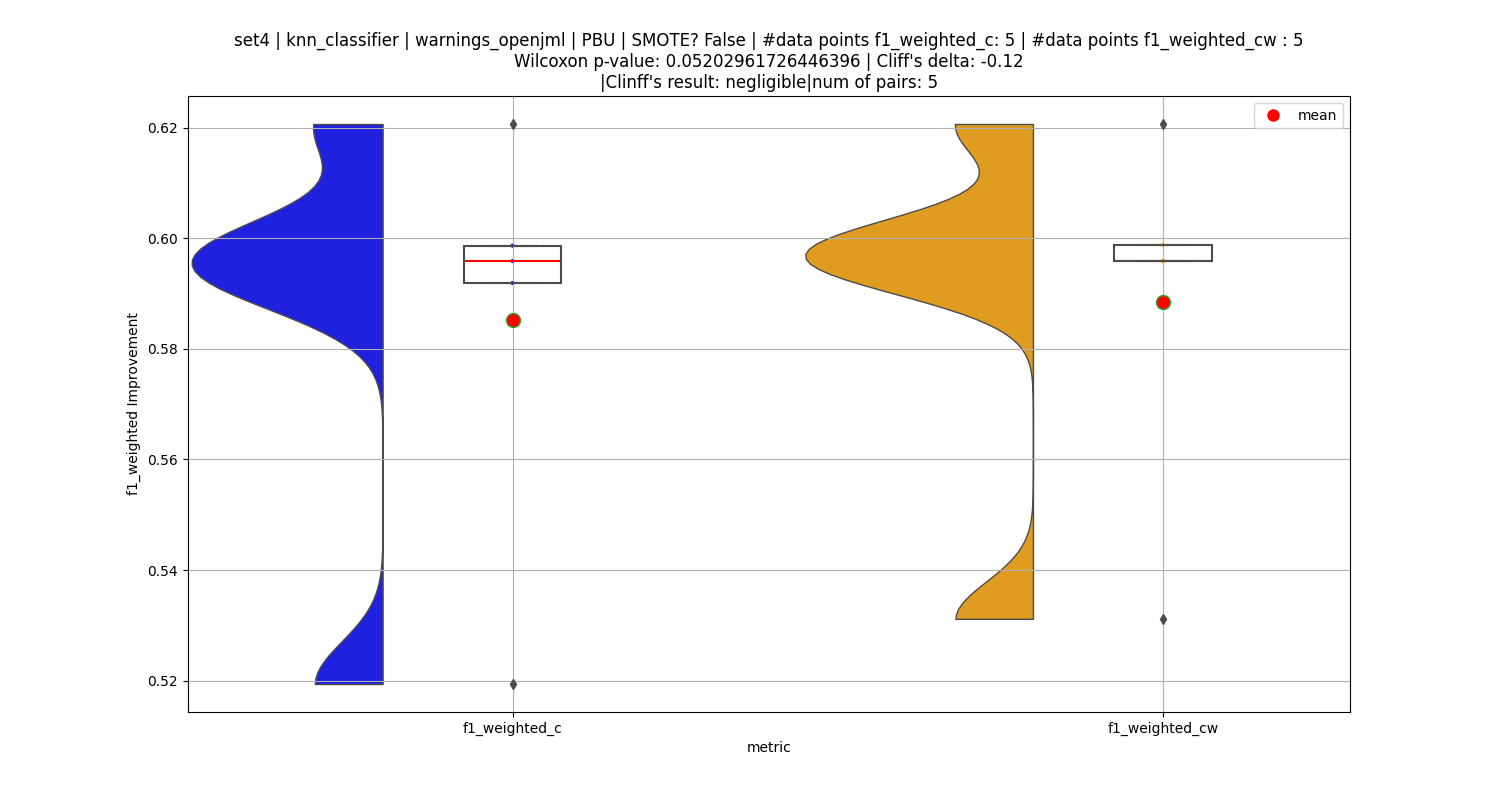 set4 | knn_classifier | warnings_openjml | PBU | SMOTE? False | #data points f1_weighted_c: 5 | #data points f1_weighted_cw : 5
Wilcoxon p-value: 0.05202961726446396 | Cliff's delta: -0.12
|Clinff's result: negligible|num of pairs: 5
mean
0.62
0.60
0.58
0.56
0.54
0.52
f1_weighted Improvement
f1_weighted_c
f1_weighted_cw
metric